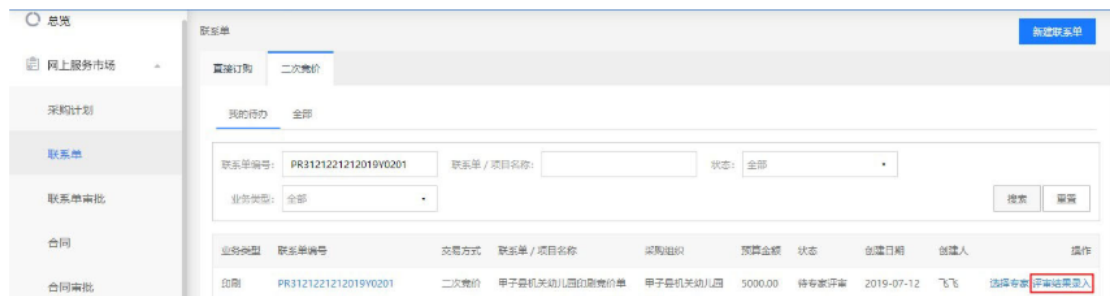 总览
联系单
新建联系单
网上服务市场
直接订购 二次竞价
采购计划
我的待办 全部
联系单
联系单编号: PR3121221212019Y0201 联系单 / 项目名称: 状态: 全部
联系单审批
业务类型: 全部 搜索 重置
合同
业务类型 联系单编号 交易方式 联系单 / 项目名称 采购组织 预算金额 状态 创建日期 创建人 操作
合同审批
印刷 PR3121221212019Y0201 二次竞价 甲子县机关幼儿园印刷竞价单 甲子县机关幼儿园 5000.00 待专家评审 2019-07-12 飞飞 选择专家 评审结果录入